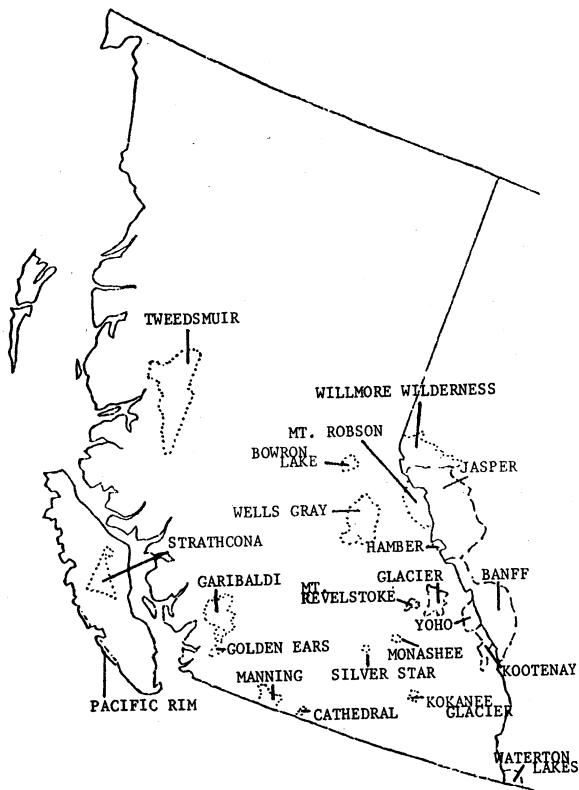 TWEEDSMUIR
WILLMORE WILDERNESS
MT. ROBSON
BOWRON
LAKE
JASPER
WELLS GRAY
STRATHCONA
HAMBER
GARIBALDI
MT.
REVELSTOKE
GLACIER
BANFF
YOHO
GOLDEN EARS
MONASHEE
SILVER STAR
KOOTENAY
MANNING
PACIFIC RIM
CATHEDRAL
KOKANEE
GLACIER
WATERTON
LAKES